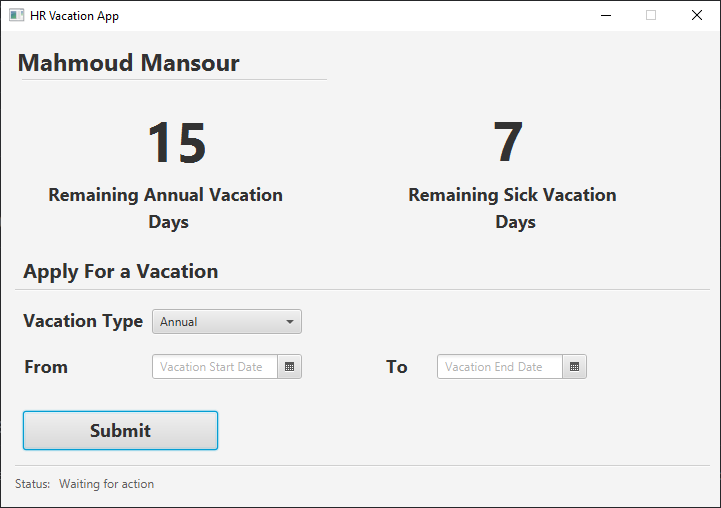 HR Vacation App
Mahmoud Mansour
15
Remaining Annual Vacation
Days
7
Remaining Sick Vacation
Days
Apply For a Vacation
Vacation Type Annual
From Vacation Start Date To Vacation End Date
Submit
Status: Waiting for action